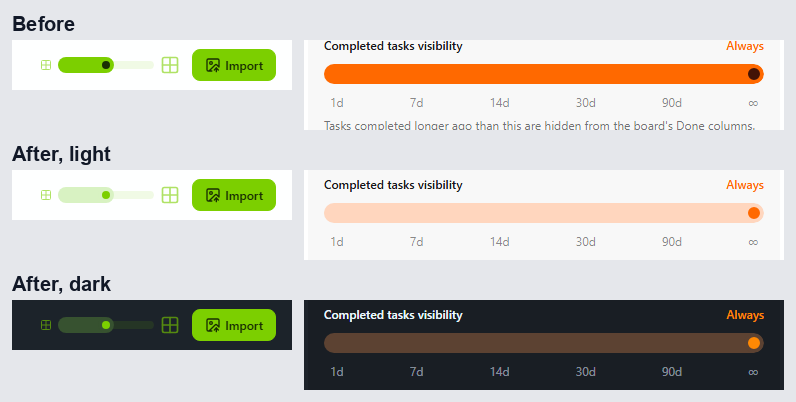 Before
Import
Completed tasks visibility Always
1d 7d 14d 30d 90d ∞
Tasks completed longer ago than this are hidden from the board's Done columns.
After, light
Import
Completed tasks visibility Always
1d 7d 14d 30d 90d ∞
After, dark
Import
Completed tasks visibility Always
1d 7d 14d 30d 90d ∞